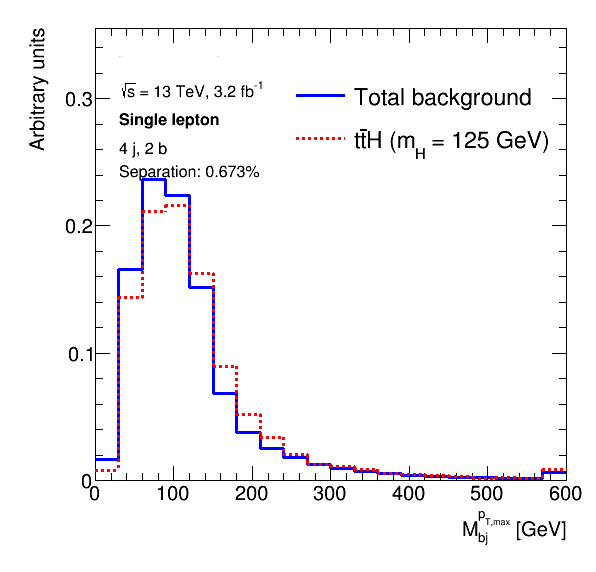 Arbitrary units
0.3
0.2
0.1
0
√s = 13 TeV, 3.2 fb⁻¹
Single lepton
4 j, 2 b
Separation: 0.673%
Total background
tt̄H (m_H = 125 GeV)
0 100 200 300 400 500 600
M_bj^p_T,max [GeV]